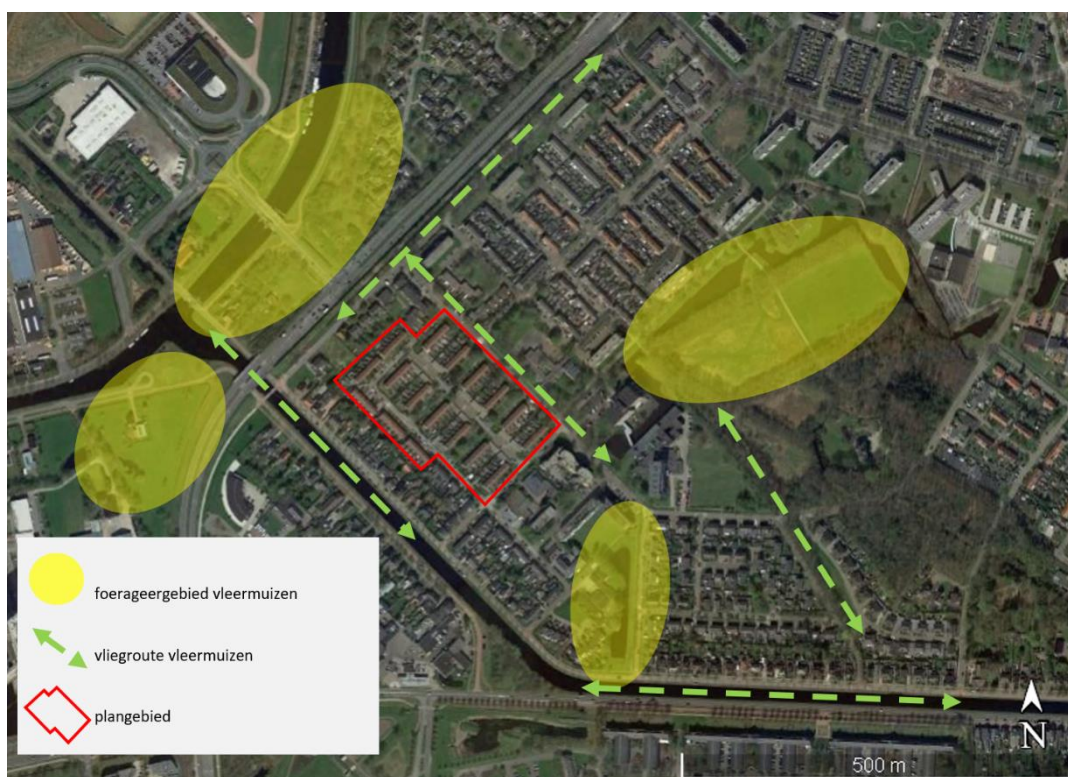 foerageergebied vleermuizen
vliegroute vleermuizen
plangebied
N
500 m